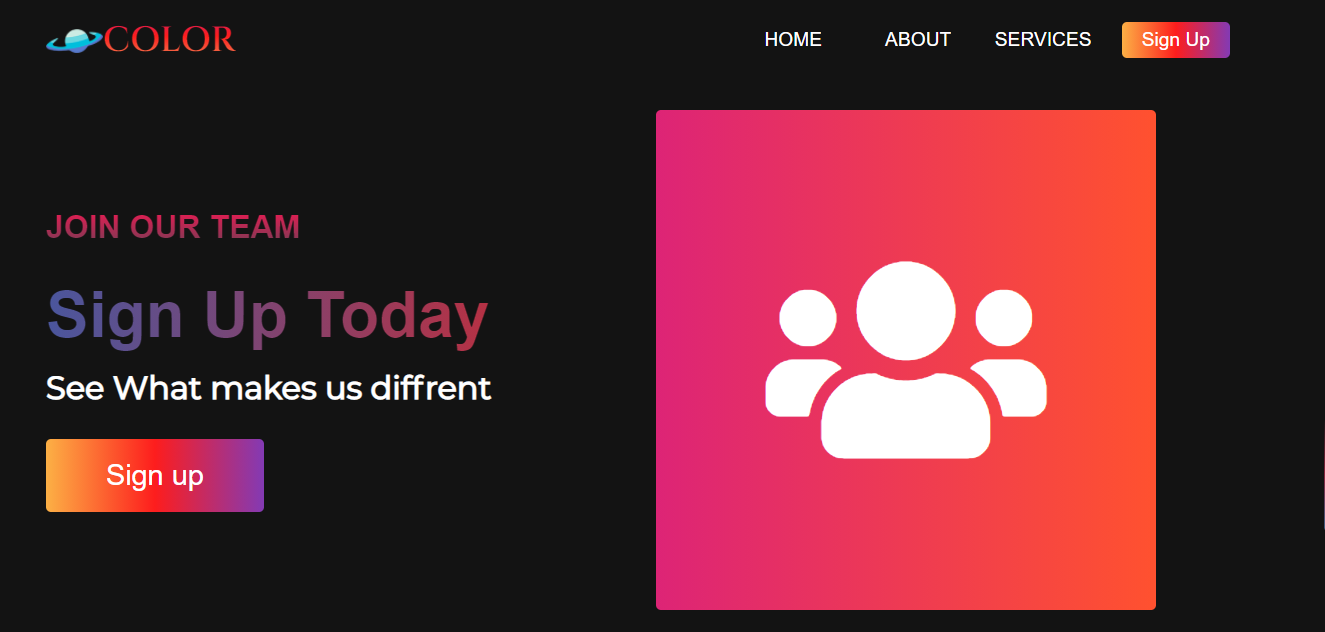 COLOR
HOME ABOUT SERVICES Sign Up
JOIN OUR TEAM
Sign Up Today
See What makes us diffrent
Sign up